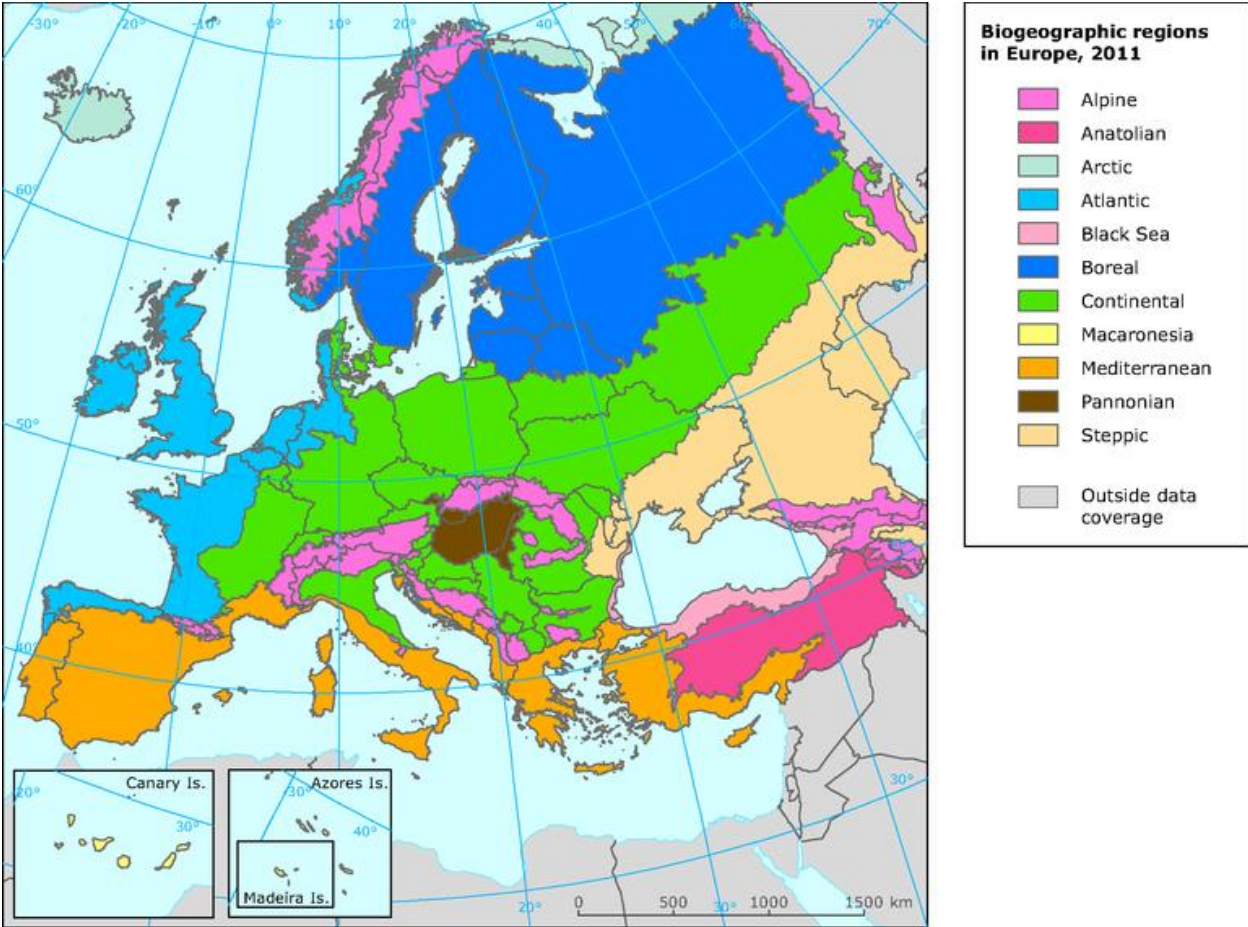 -30°
-20°
-10°
0°
10°
20°
30°
40°
50°
60°
70°
60°
50°
40°
30°
20°
30°
Canary Is.
20°
30°
Azores Is.
-30°
40°
Madeira Is.
0 500 1000 1500 km
Biogeographic regions
in Europe, 2011
Alpine
Anatolian
Arctic
Atlantic
Black Sea
Boreal
Continental
Macaronesia
Mediterranean
Pannonian
Steppic
Outside data
coverage